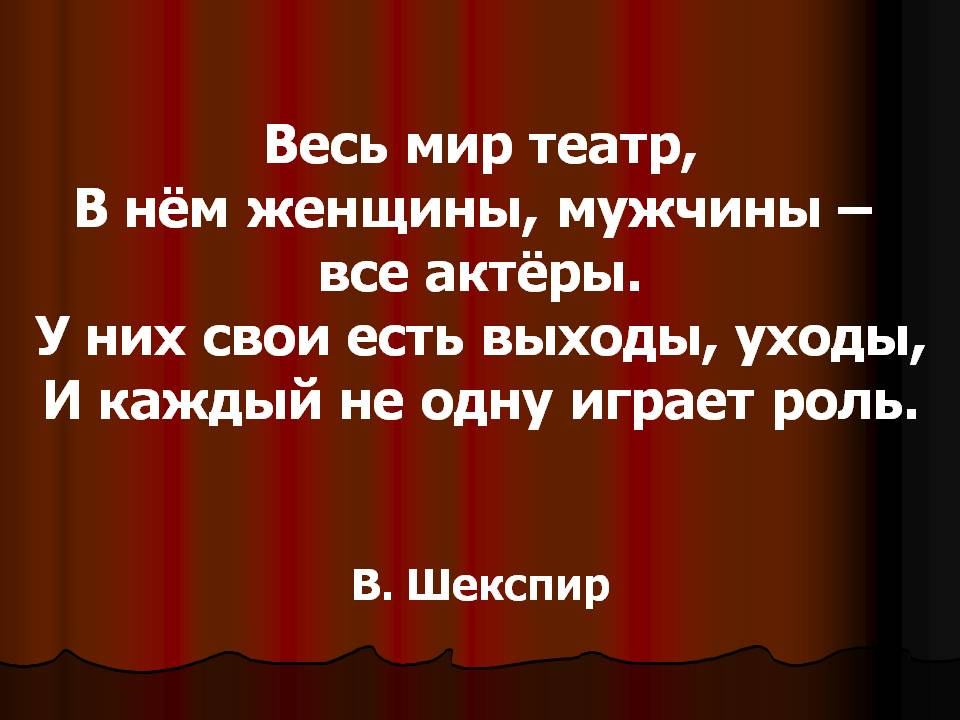 Весь мир театр,
В нём женщины, мужчины –
все актёры.
У них свои есть выходы, уходы,
И каждый не одну играет роль.
В. Шекспир